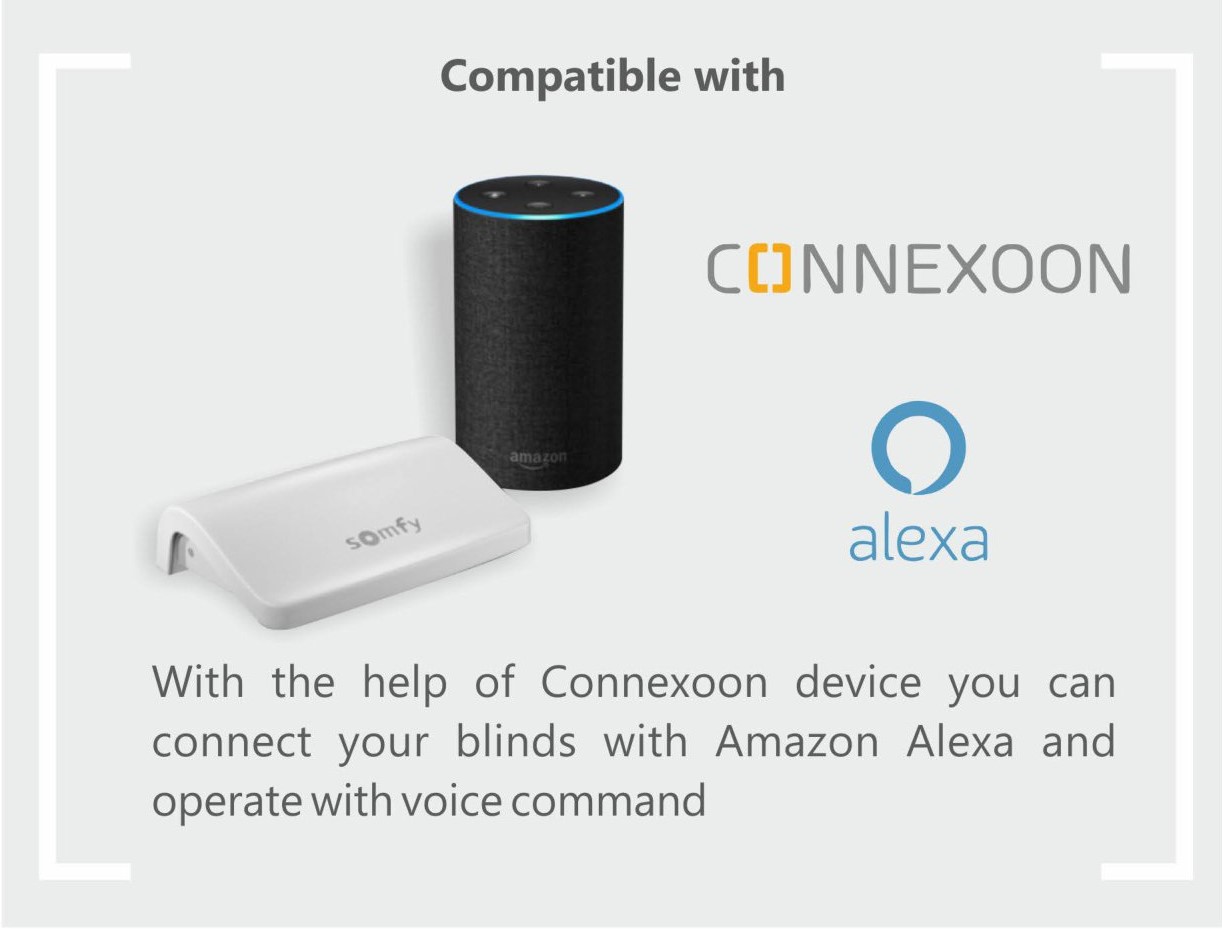 Compatible with
CONNEXOON
amazon
alexa
somfy
With the help of Connexoon device you can
connect your blinds with Amazon Alexa and
operate with voice command